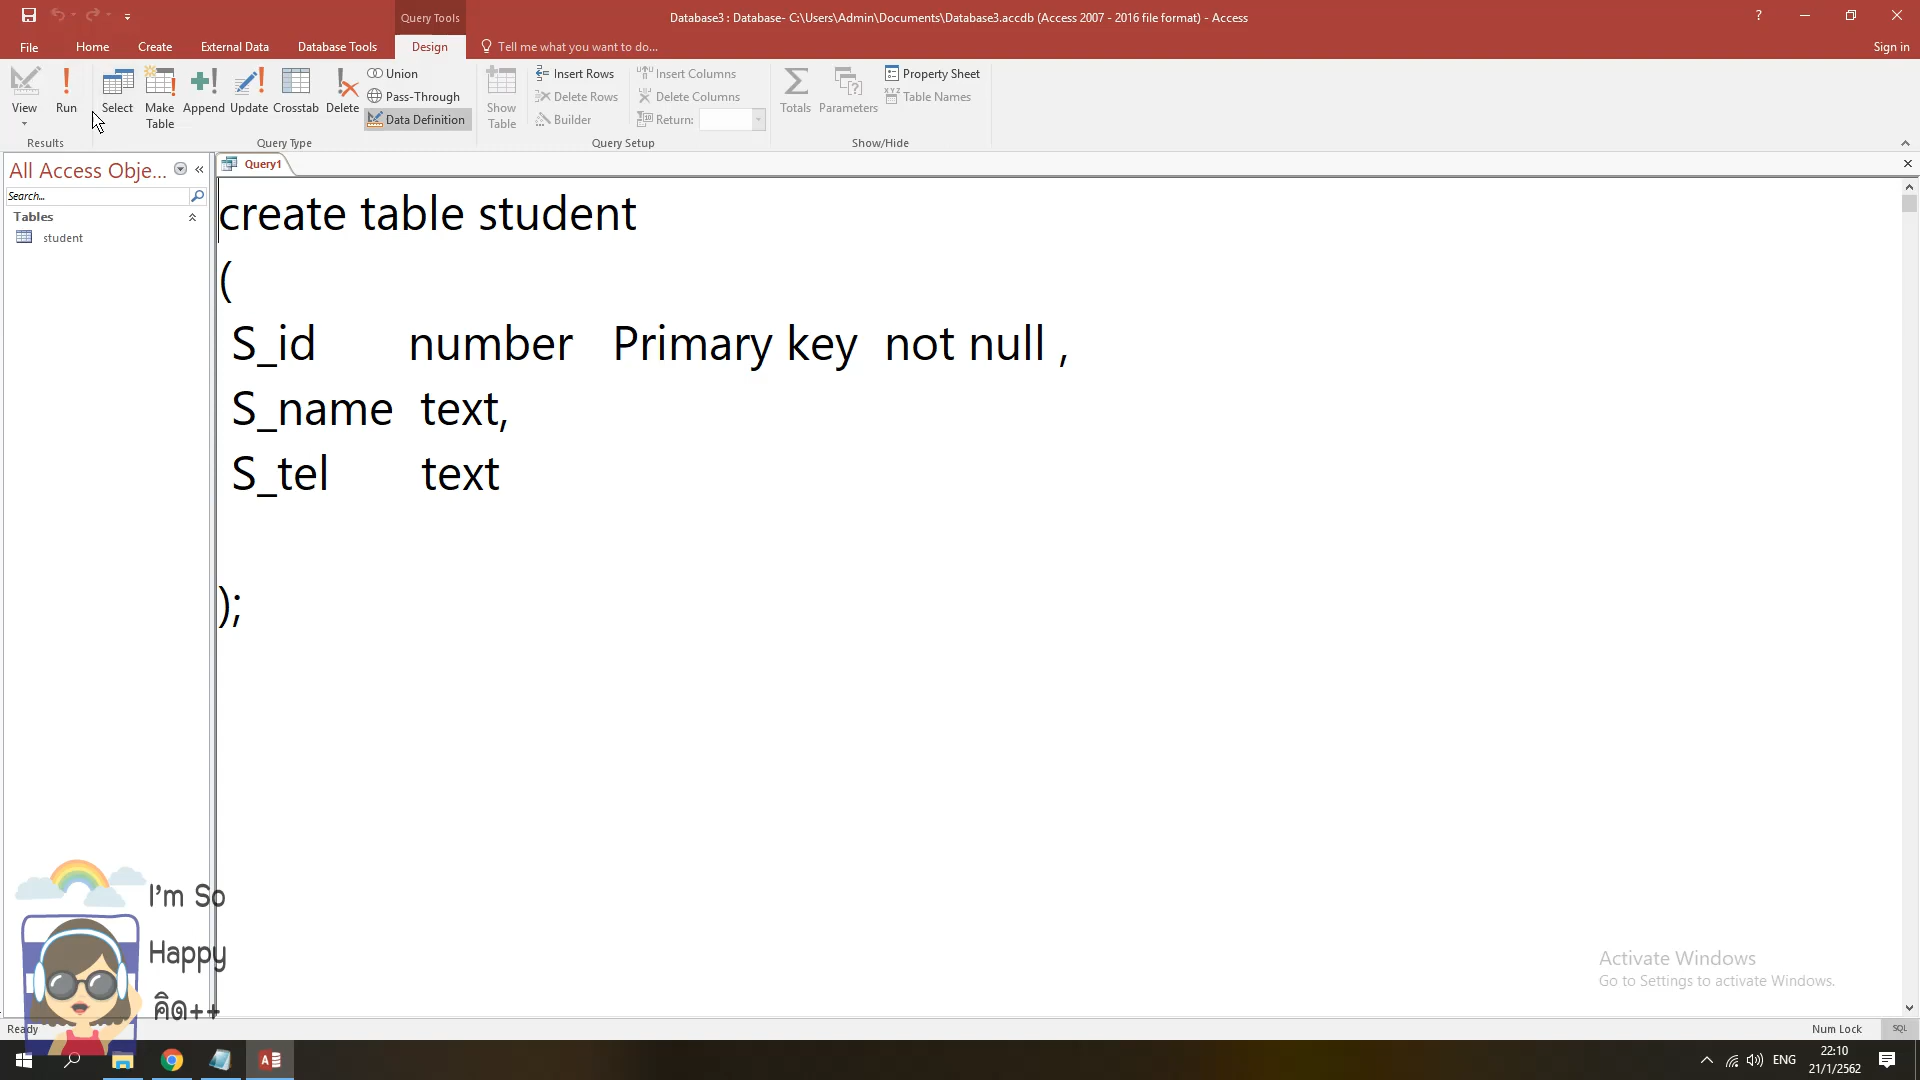 Query Tools
Database3 : Database- C:\Users\Admin\Documents\Database3.accdb (Access 2007 - 2016 file format) - Access
?
File Home Create External Data Database Tools Design Tell me what you want to do... Sign in
View Run Select Make Table Append Update Crosstab Delete
Union
Pass-Through
Data Definition
Show Table
Insert Rows
Delete Rows
Builder
Insert Columns
Delete Columns
Return:
Totals Parameters
Property Sheet
Table Names
Results Query Type Query Setup Show/Hide
All Access Obje...
Search...
Tables
student
Query1
create table student
(
S_id number Primary key not null ,
S_name text,
S_tel text
);
I'm So
Happy
คิด++
Activate Windows
Go to Settings to activate Windows.
Ready
Num Lock
SQL
ENG
22:10
21/1/2562